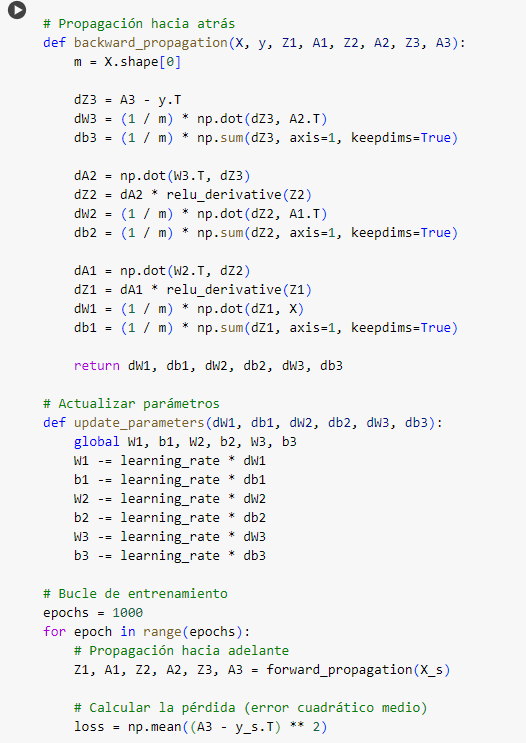 # Propagación hacia atrás
def backward_propagation(X, y, Z1, A1, Z2, A2, Z3, A3):
    m = X.shape[0]

    dZ3 = A3 - y.T
    dW3 = (1 / m) * np.dot(dZ3, A2.T)
    db3 = (1 / m) * np.sum(dZ3, axis=1, keepdims=True)

    dA2 = np.dot(W3.T, dZ3)
    dZ2 = dA2 * relu_derivative(Z2)
    dW2 = (1 / m) * np.dot(dZ2, A1.T)
    db2 = (1 / m) * np.sum(dZ2, axis=1, keepdims=True)

    dA1 = np.dot(W2.T, dZ2)
    dZ1 = dA1 * relu_derivative(Z1)
    dW1 = (1 / m) * np.dot(dZ1, X)
    db1 = (1 / m) * np.sum(dZ1, axis=1, keepdims=True)

    return dW1, db1, dW2, db2, dW3, db3

# Actualizar parámetros
def update_parameters(dW1, db1, dW2, db2, dW3, db3):
    global W1, b1, W2, b2, W3, b3
    W1 -= learning_rate * dW1
    b1 -= learning_rate * db1
    W2 -= learning_rate * dW2
    b2 -= learning_rate * db2
    W3 -= learning_rate * dW3
    b3 -= learning_rate * db3

# Bucle de entrenamiento
epochs = 1000
for epoch in range(epochs):
    # Propagación hacia adelante
    Z1, A1, Z2, A2, Z3, A3 = forward_propagation(X_s)

    # Calcular la pérdida (error cuadrático medio)
    loss = np.mean((A3 - y_s.T) ** 2)